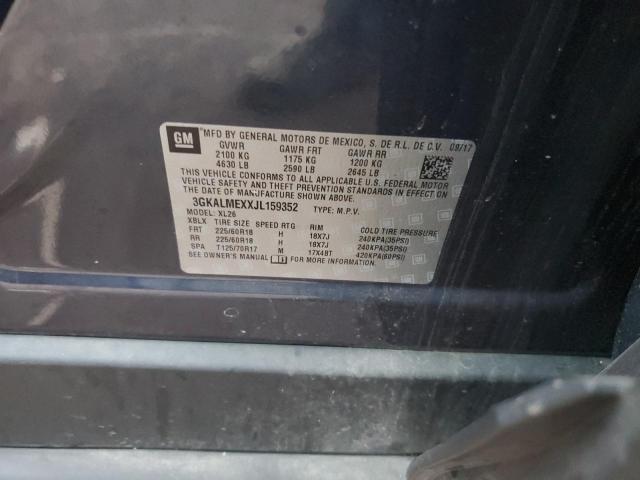 GM
MFD BY GENERAL MOTORS DE MEXICO, S. DE R.L. DE C.V. 09/17
GVWR GAWR FRT GAWR RR
2100 KG 1175 KG 1200 KG
4630 LB 2590 LB 2645 LB
THIS VEHICLE CONFORMS TO ALL APPLICABLE U.S. FEDERAL MOTOR
VEHICLE SAFETY, BUMPER, AND THEFT PREVENTION STANDARDS IN EFFECT
ON THE DATE OF MANUFACTURE SHOWN ABOVE.
3GKALMEXXJL159352 TYPE: M.P.V.
MODEL: XL26
XBLX TIRE SIZE SPEED RTG RIM COLD TIRE PRESSURE
FRT 225/60R18 H 18X7J 240KPA(35PSI)
RR 225/60R18 H 18X7J 240KPA(35PSI)
SPA T125/70R17 M 17X4BT 420KPA(60PSI)
SEE OWNER'S MANUAL FOR MORE INFORMATION.